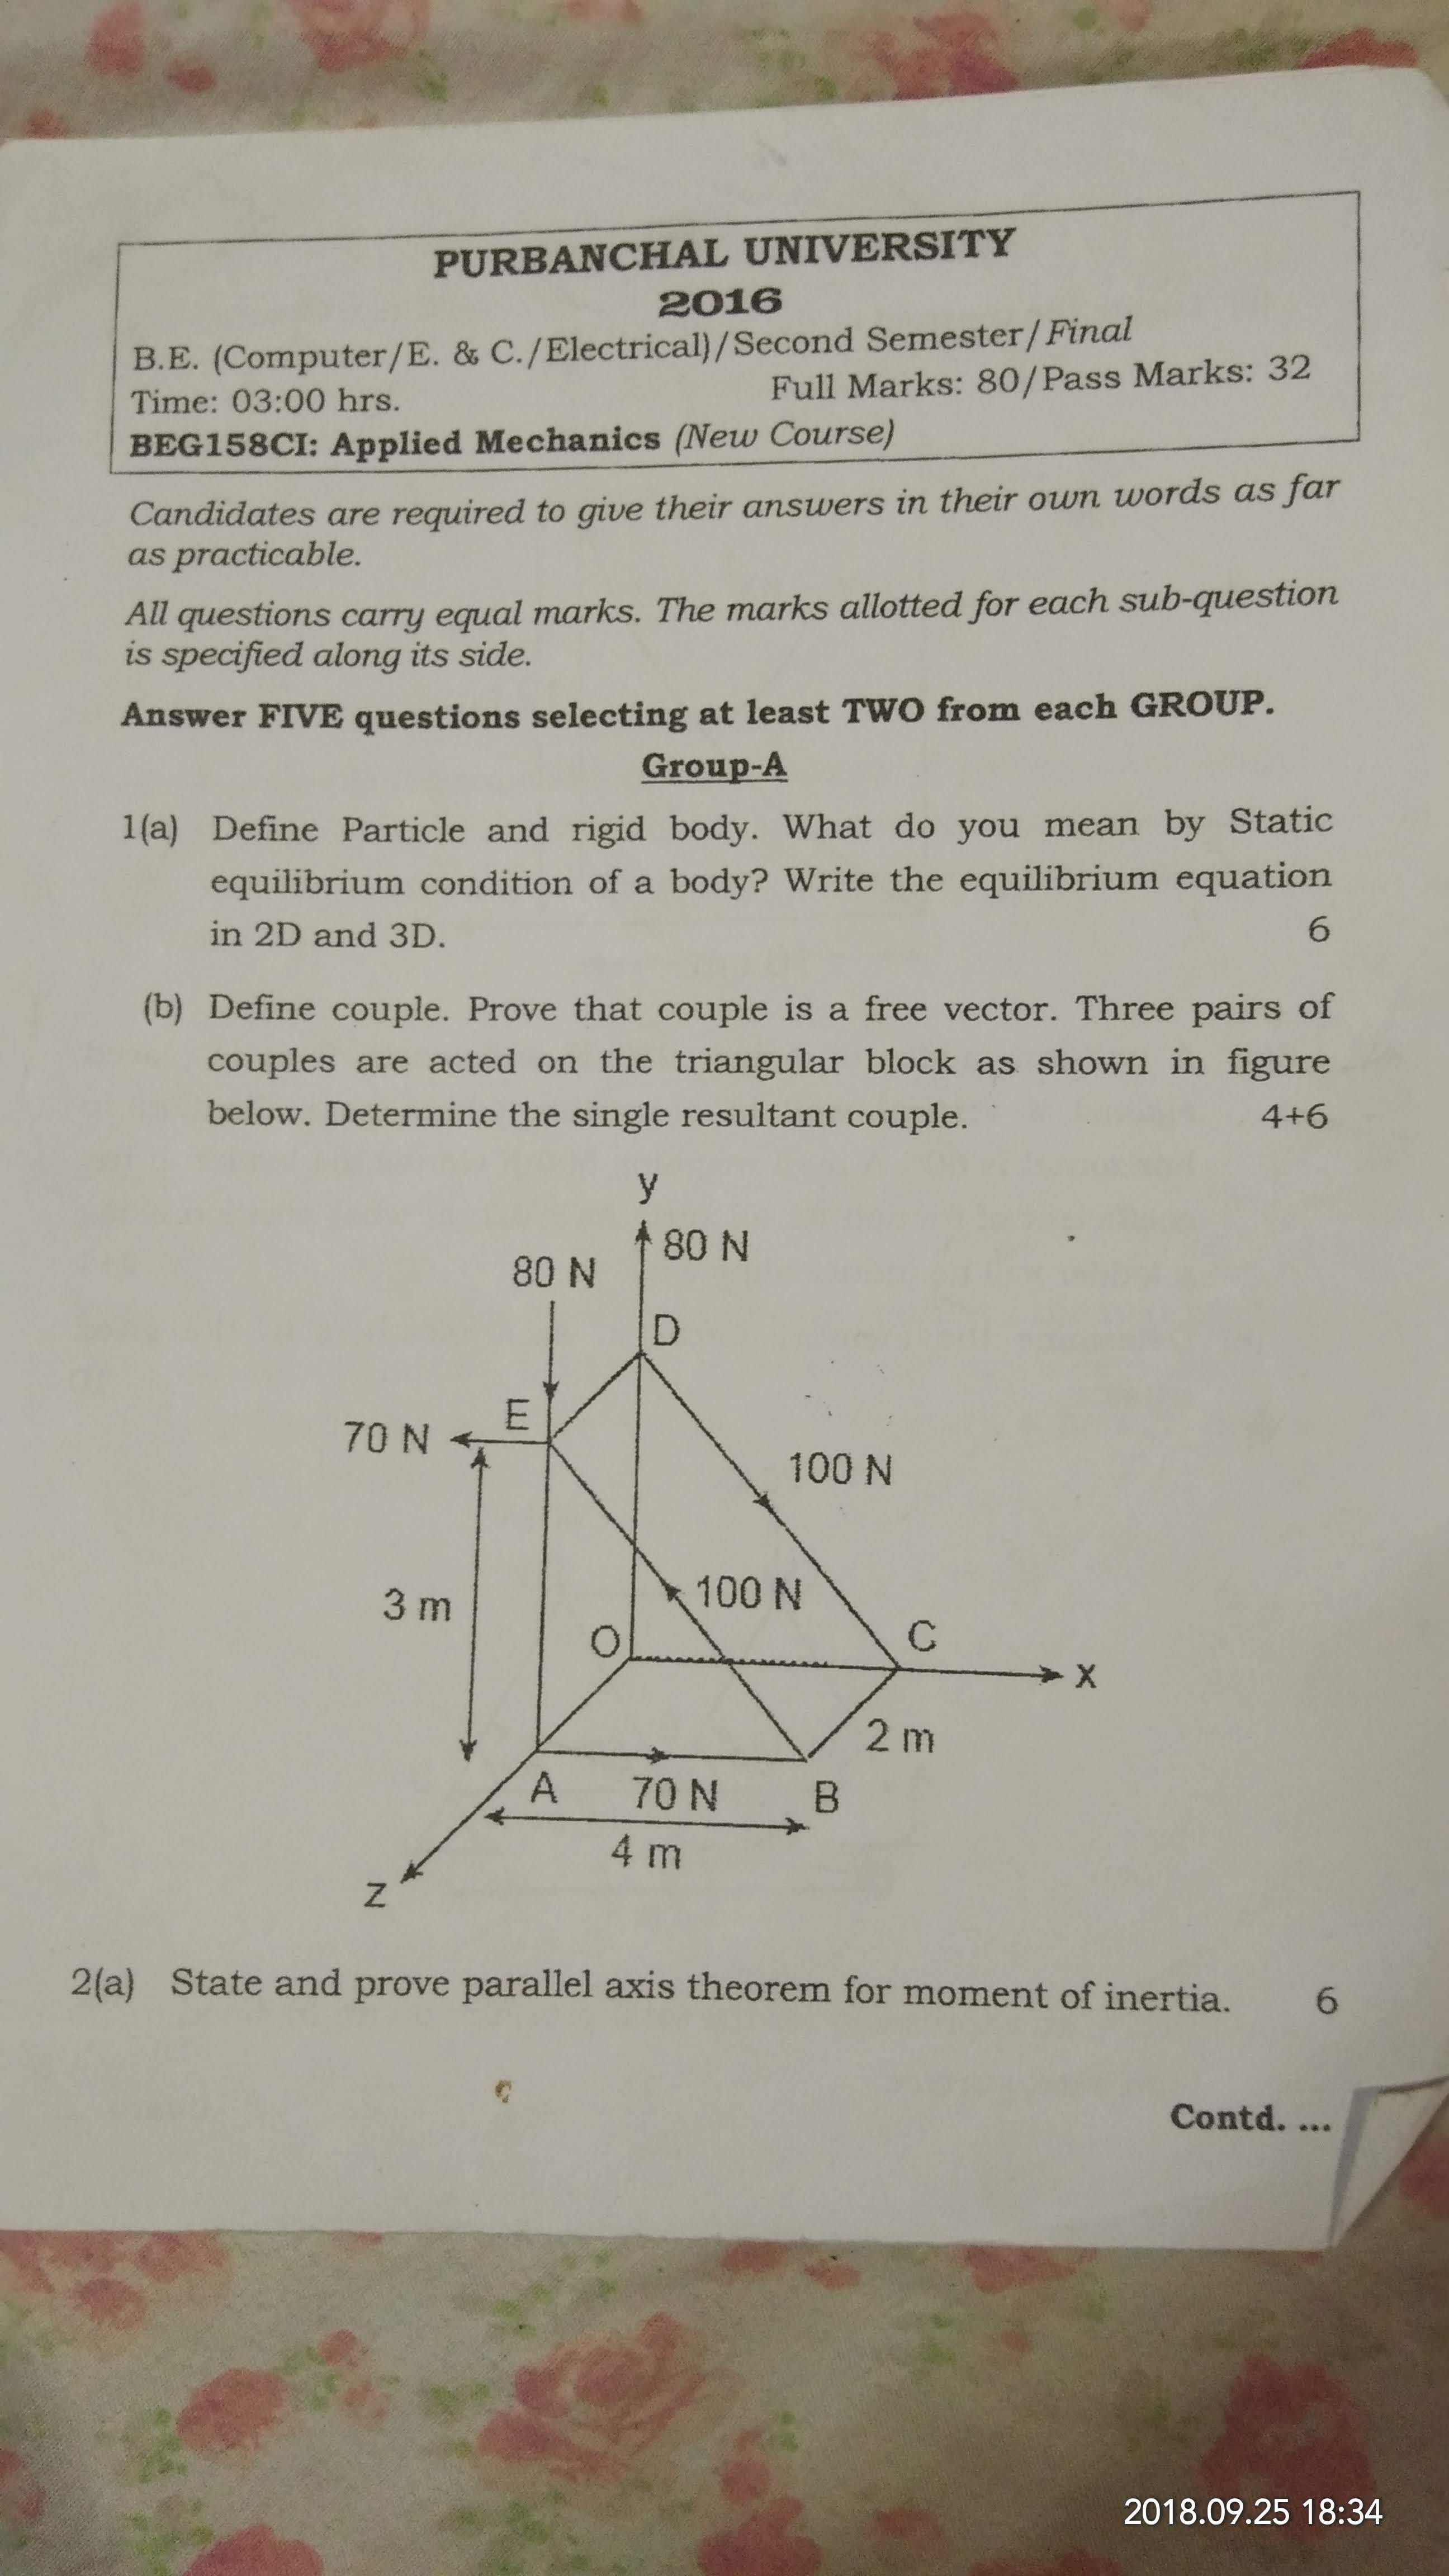 PURBANCHAL UNIVERSITY
2016
B.E. (Computer/E. & C./Electrical)/Second Semester/Final
Time: 03:00 hrs. Full Marks: 80/Pass Marks: 32
BEG158CI: Applied Mechanics (New Course)
Candidates are required to give their answers in their own words as far
as practicable.
All questions carry equal marks. The marks allotted for each sub-question
is specified along its side.
Answer FIVE questions selecting at least TWO from each GROUP.
Group-A
1(a) Define Particle and rigid body. What do you mean by Static
equilibrium condition of a body? Write the equilibrium equation
in 2D and 3D. 6
(b) Define couple. Prove that couple is a free vector. Three pairs of
couples are acted on the triangular block as shown in figure
below. Determine the single resultant couple. 4+6
y
80 N
80 N
D
E
70 N
100 N
3 m
100 N
O
C
x
2 m
A
70 N
B
4 m
z
2(a) State and prove parallel axis theorem for moment of inertia. 6
Contd. ...
2018.09.25 18:34